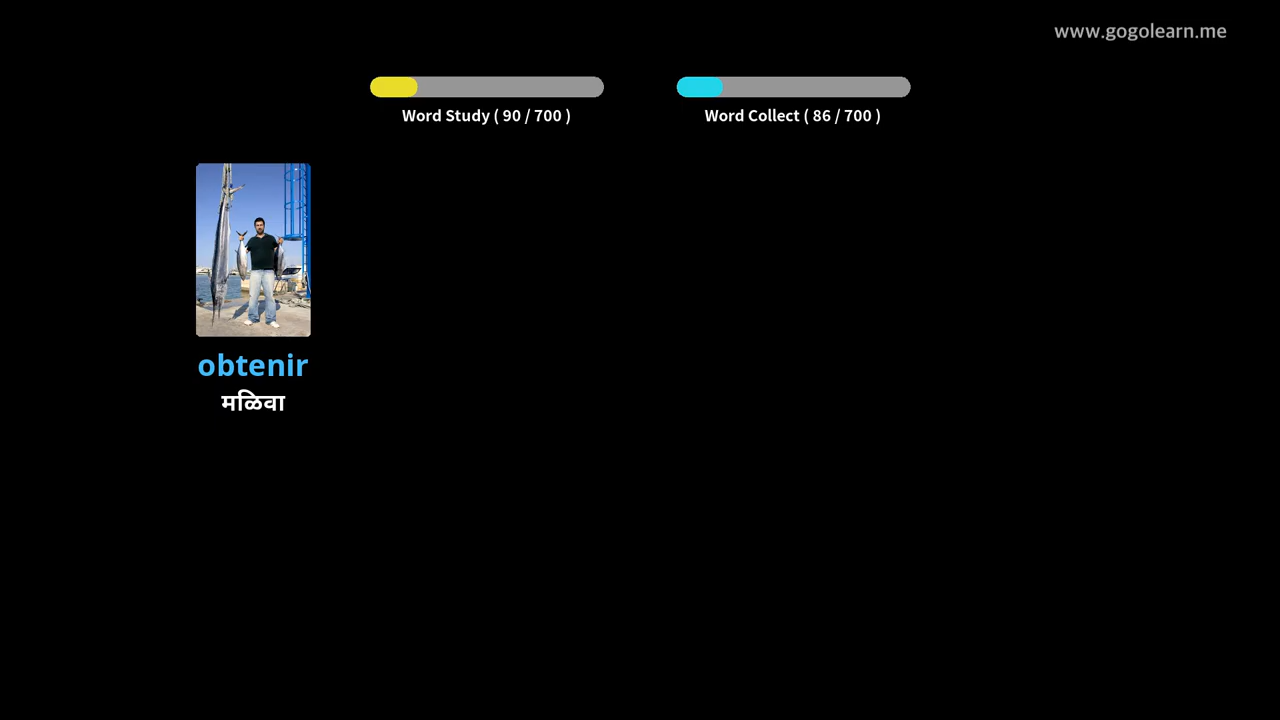 www.gogolearn.me
Word Study ( 90 / 700 )
Word Collect ( 86 / 700 )
obtenir
मळिवा